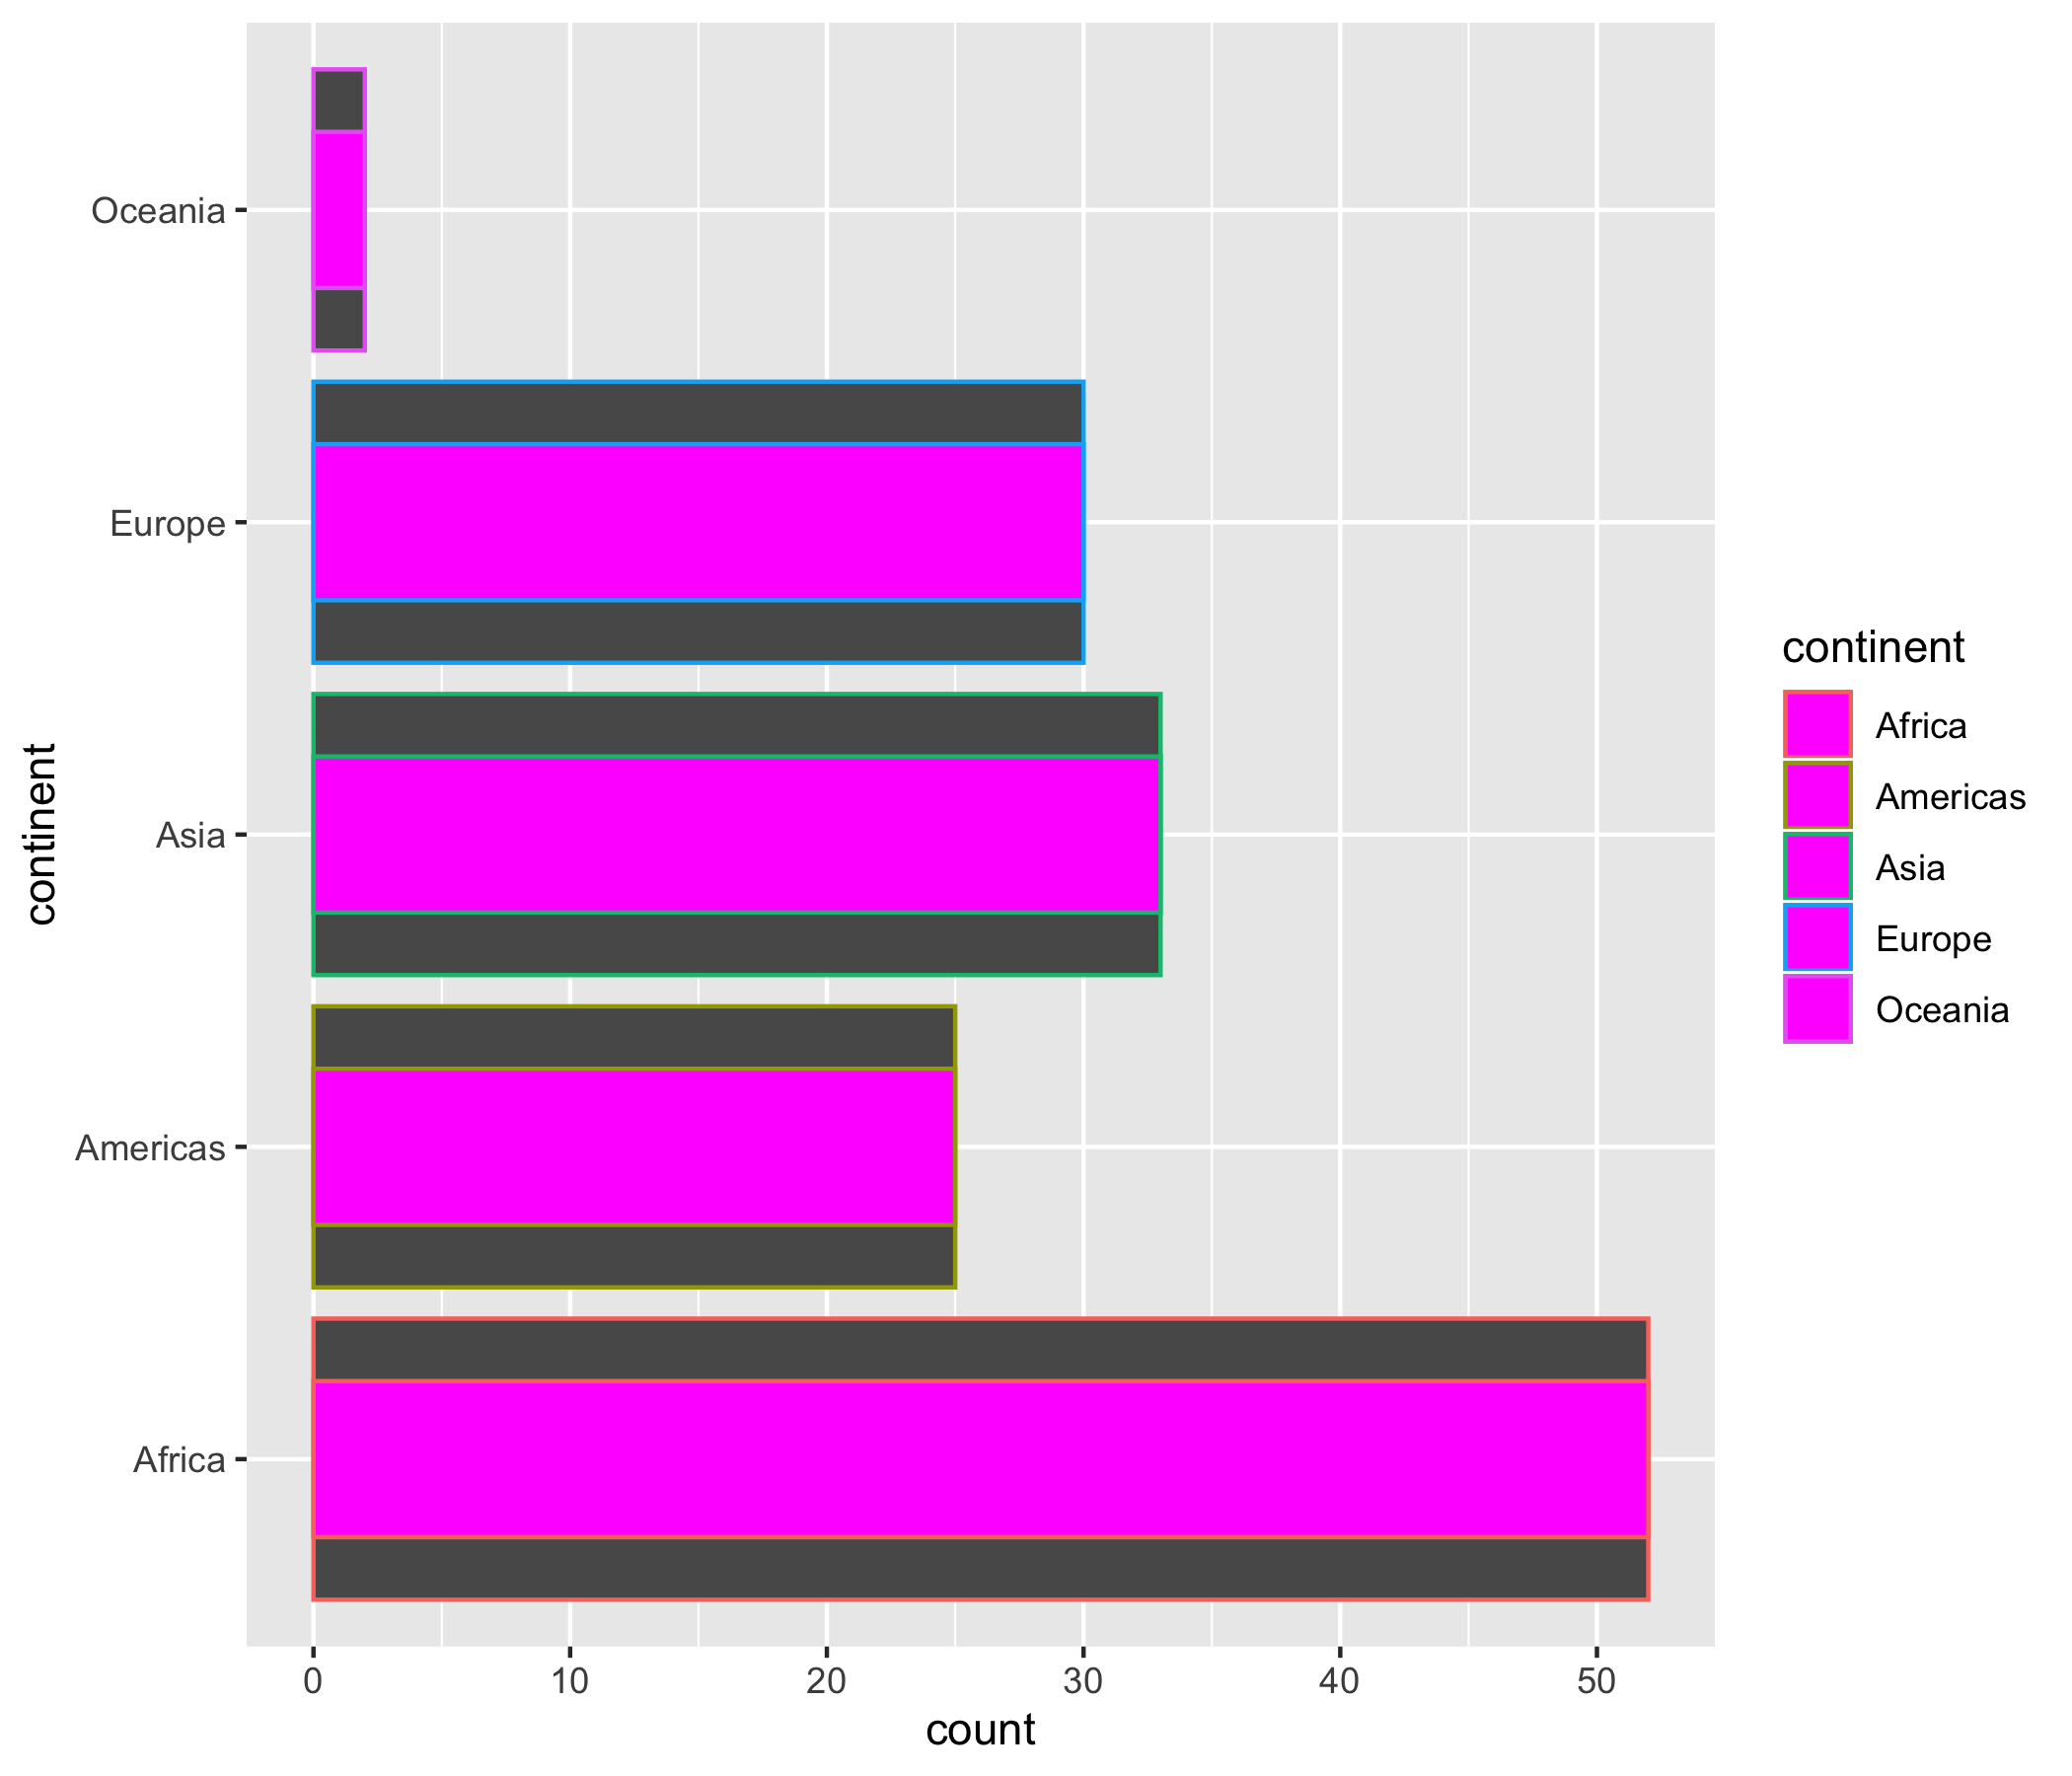 continent
Oceania
Europe
Asia
Americas
Africa
0 10 20 30 40 50
count
continent
Africa
Americas
Asia
Europe
Oceania